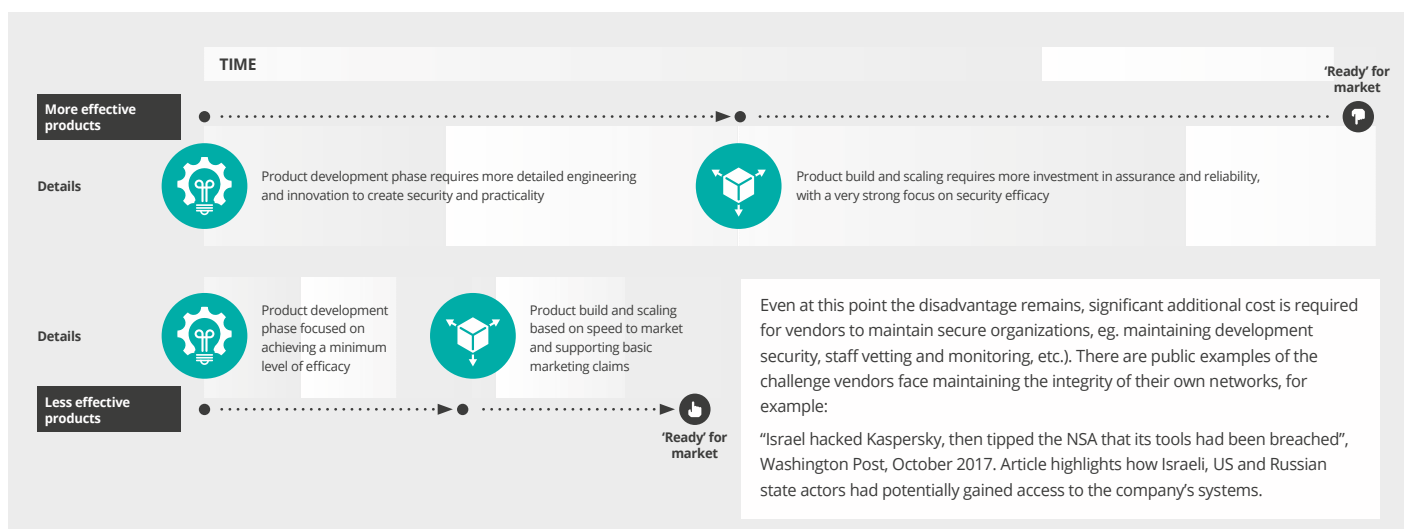 TIME
‘Ready’ for
market
More effective
products
Details
Product development phase requires more detailed engineering
and innovation to create security and practicality
Product build and scaling requires more investment in assurance and reliability,
with a very strong focus on security efficacy
Details
Product development
phase focused on
achieving a minimum
level of efficacy
Product build and scaling
based on speed to market
and supporting basic
marketing claims
Less effective
products
‘Ready’ for
market
Even at this point the disadvantage remains, significant additional cost is required
for vendors to maintain secure organizations, eg. maintaining development
security, staff vetting and monitoring, etc.). There are public examples of the
challenge vendors face maintaining the integrity of their own networks, for
example:
“Israel hacked Kaspersky, then tipped the NSA that its tools had been breached”,
Washington Post, October 2017. Article highlights how Israeli, US and Russian
state actors had potentially gained access to the company’s systems.